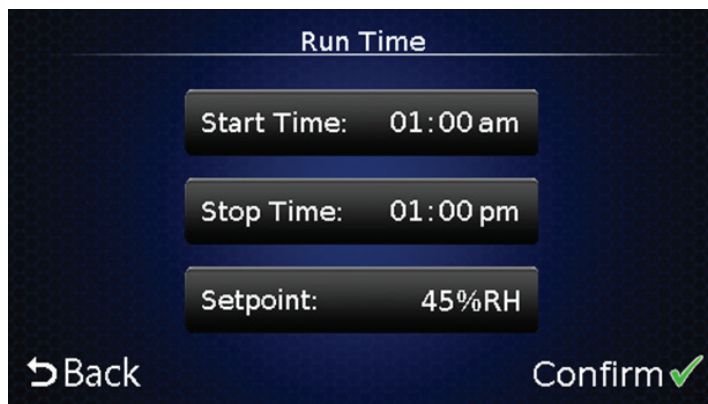 Run Time
Start Time: 01:00 am
Stop Time: 01:00 pm
Setpoint: 45%RH
Back Confirm